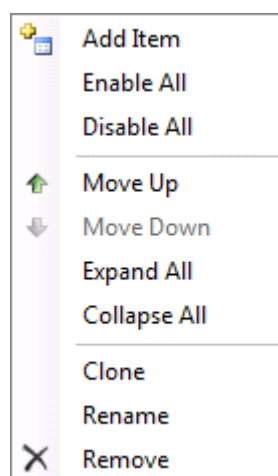 Add Item
Enable All
Disable All
Move Up
Move Down
Expand All
Collapse All
Clone
Rename
Remove